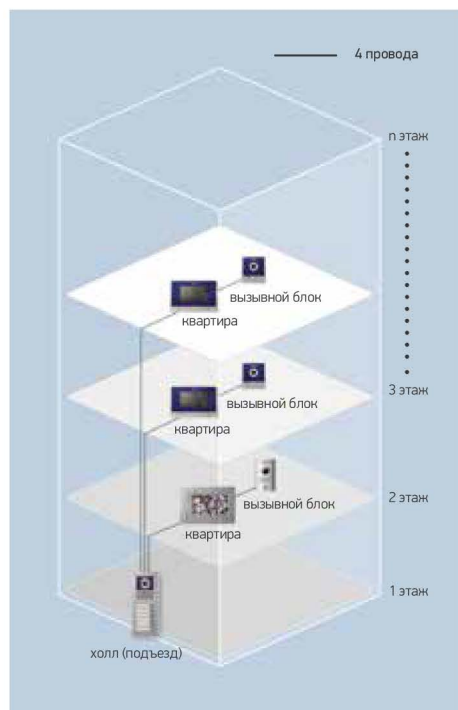 4 провода
n этаж
вызывной блок
квартира
3 этаж
вызывной блок
квартира
2 этаж
вызывной блок
квартира
1 этаж
холл (подъезд)